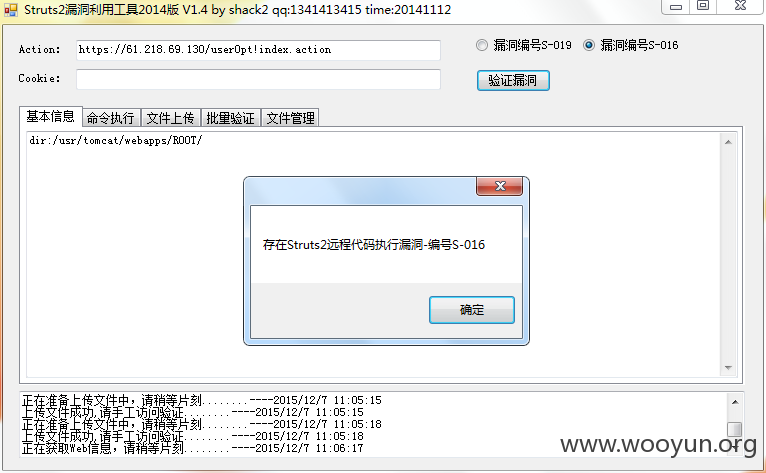 Struts2漏洞利用工具2014版 V1.4 by shack2 qq:1341413415 time:20141112
Action: https://61.218.69.130/userOpt!index.action 漏洞编号S-019 漏洞编号S-016
Cookie: 验证漏洞
基本信息 命令执行 文件上传 批量验证 文件管理
dir:/usr/tomcat/webapps/ROOT/
存在Struts2远程代码执行漏洞-编号S-016
确定
正在准备上传文件中，请稍等片刻........----2015/12/7 11:05:15
上传文件成功,请手工访问验证........----2015/12/7 11:05:15
正在准备上传文件中，请稍等片刻........----2015/12/7 11:05:18
上传文件成功,请手工访问验证........----2015/12/7 11:05:18
正在获取Web信息，请稍等片刻........----2015/12/7 11:06:17
www.wooyun.org